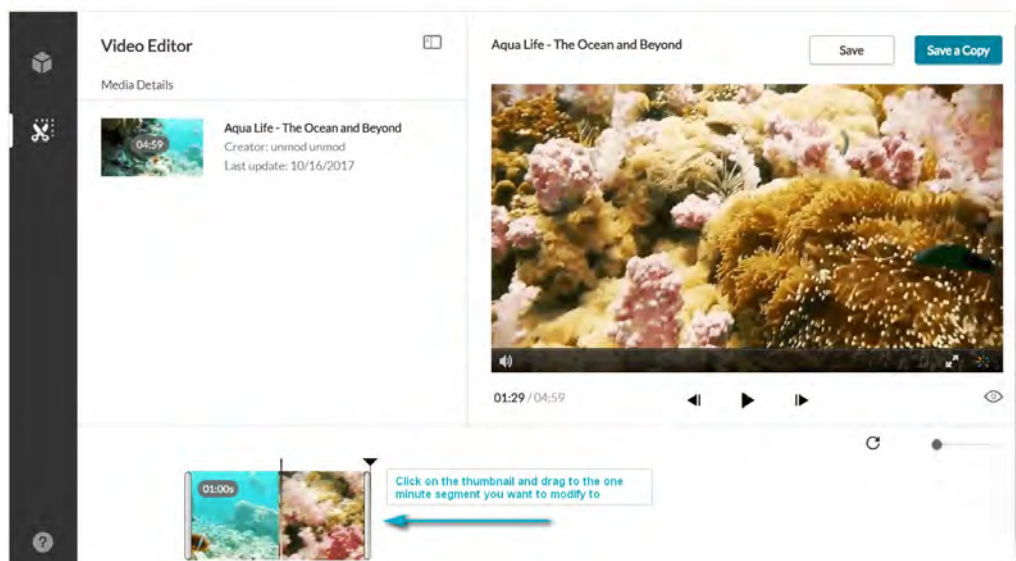 Video Editor
Media Details
04:59
Aqua Life - The Ocean and Beyond
Creator: unmod unmod
Last update: 10/16/2017
Aqua Life - The Ocean and Beyond
Save
Save a Copy
01:29 / 04:59
01:00s
Click on the thumbnail and drag to the one
minute segment you want to modify to
?